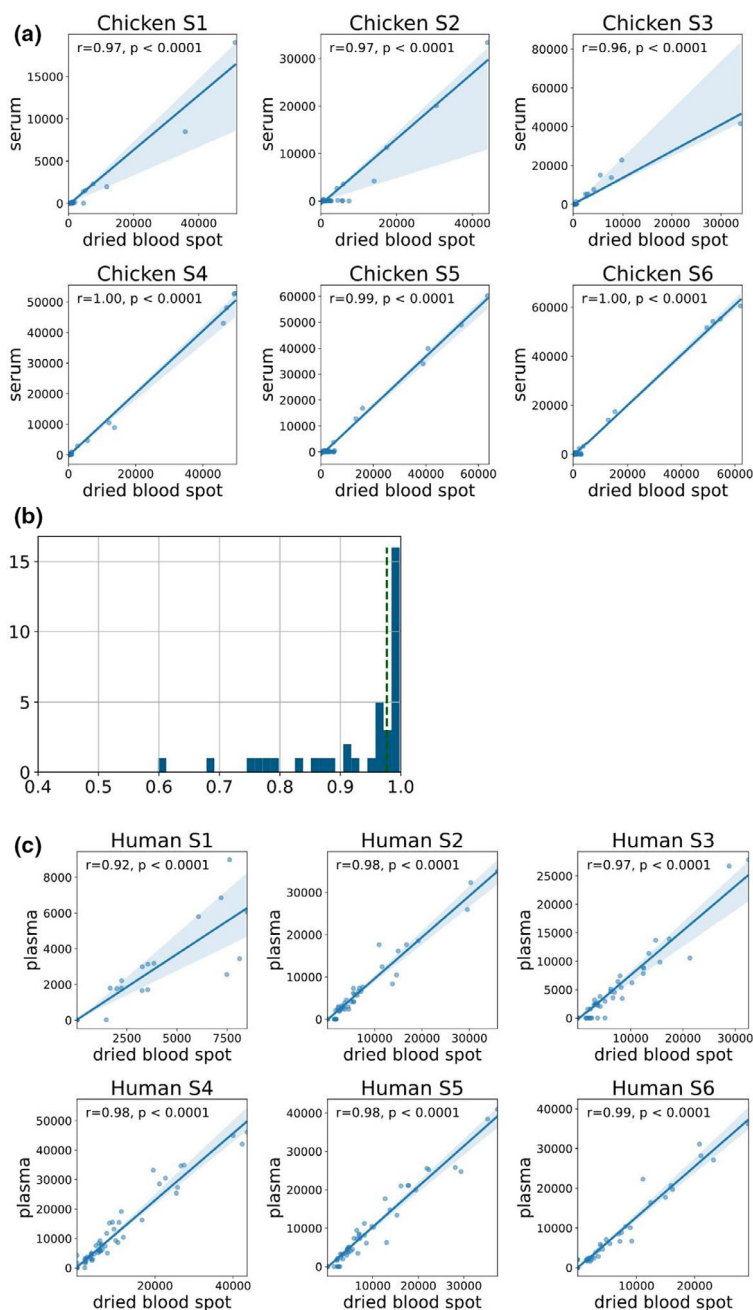 (a)
Chicken S1
Chicken S2
Chicken S3
r=0.97, p < 0.0001
r=0.97, p < 0.0001
r=0.96, p < 0.0001
serum
15000
10000
5000
0
0
20000
40000
dried blood spot
serum
30000
20000
10000
0
0
20000
40000
dried blood spot
serum
80000
60000
40000
20000
0
0
10000
20000
30000
dried blood spot
Chicken S4
Chicken S5
Chicken S6
r=1.00, p < 0.0001
r=0.99, p < 0.0001
r=1.00, p < 0.0001
serum
50000
40000
30000
20000
10000
0
0
20000
40000
dried blood spot
serum
60000
50000
40000
30000
20000
10000
0
0
20000
40000
60000
dried blood spot
serum
60000
40000
20000
0
0
20000
40000
60000
dried blood spot
(b)
15
10
5
0
0.4
0.5
0.6
0.7
0.8
0.9
1.0
(c)
Human S1
Human S2
Human S3
r=0.92, p < 0.0001
r=0.98, p < 0.0001
r=0.97, p < 0.0001
plasma
8000
6000
4000
2000
0
2500
5000
7500
dried blood spot
plasma
30000
20000
10000
0
10000
20000
30000
dried blood spot
plasma
25000
20000
15000
10000
5000
0
0
10000
20000
30000
dried blood spot
Human S4
Human S5
Human S6
r=0.98, p < 0.0001
r=0.98, p < 0.0001
r=0.99, p < 0.0001
plasma
50000
40000
30000
20000
10000
0
20000
40000
dried blood spot
plasma
40000
30000
20000
10000
0
0
10000
20000
30000
dried blood spot
plasma
40000
30000
20000
10000
0
0
10000
20000
dried blood spot